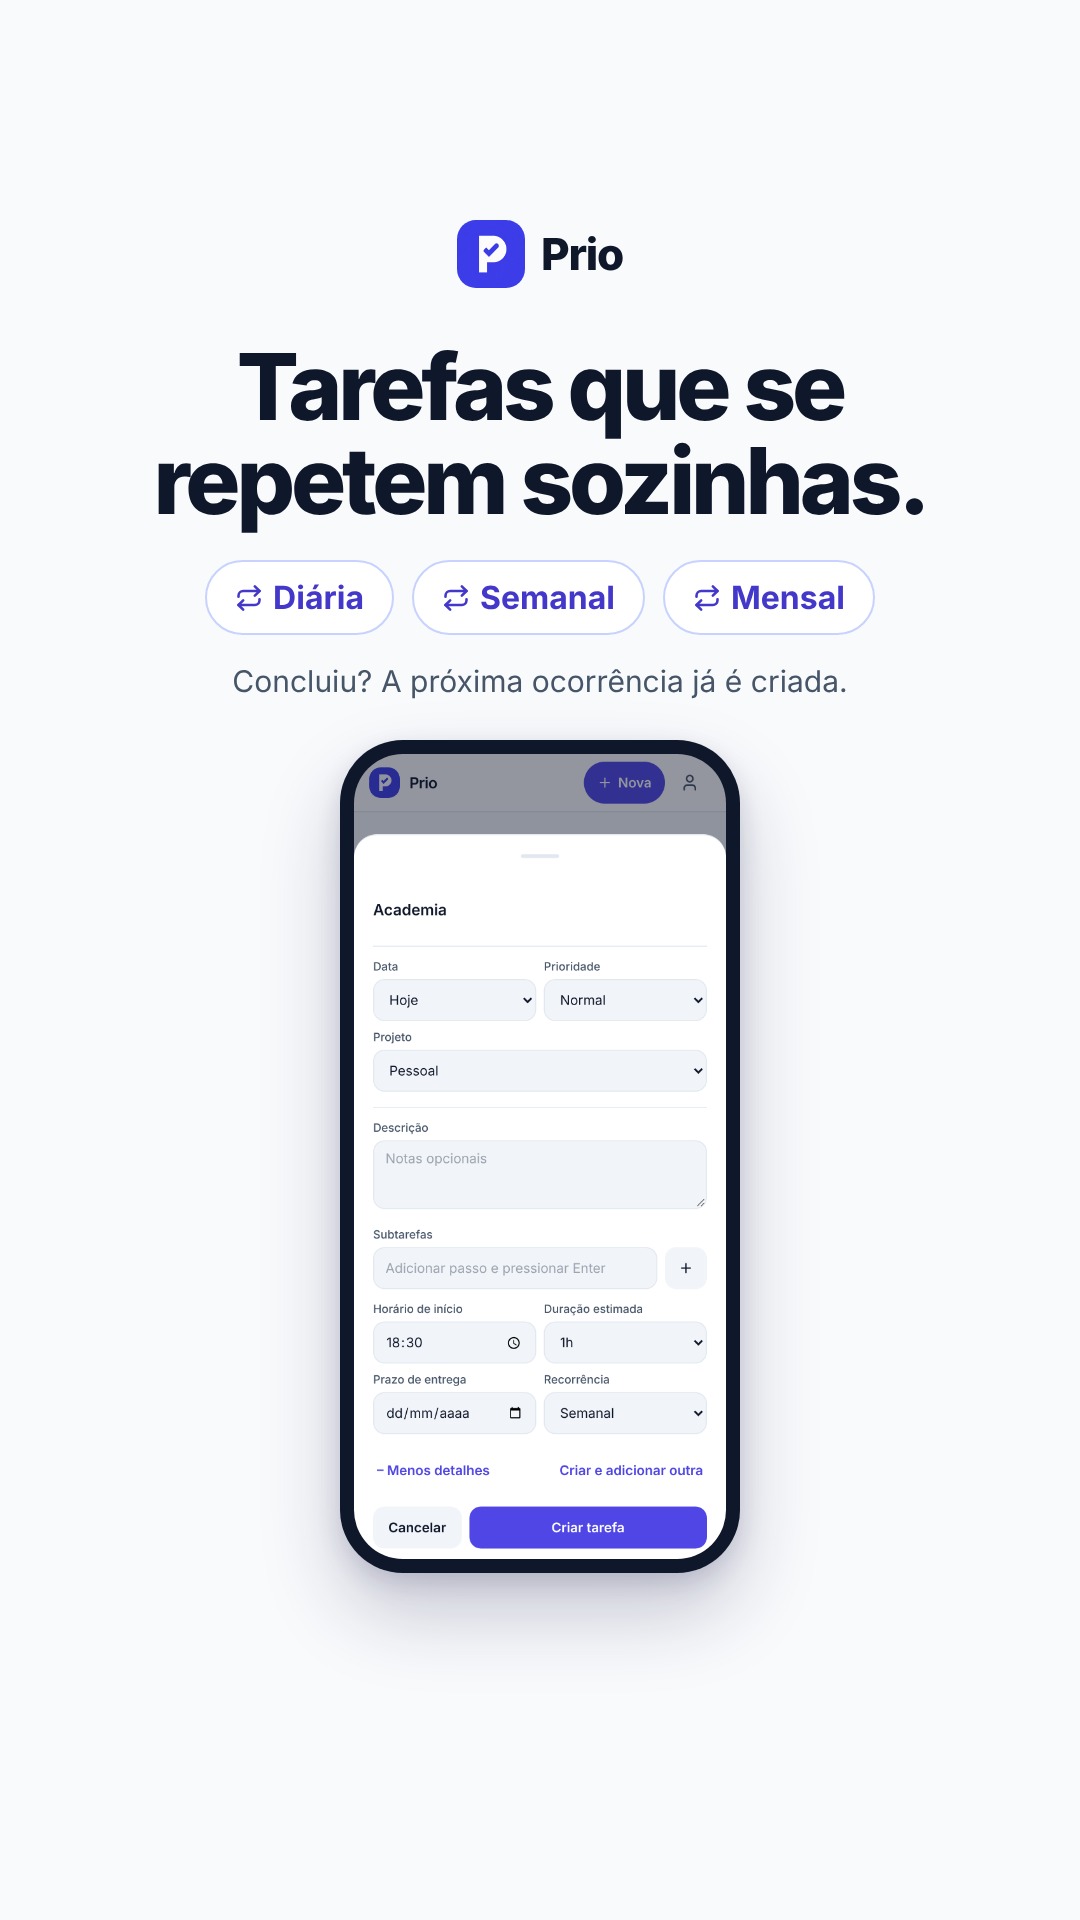 Prio
Tarefas que se
repetem sozinhas.
Diária Semanal Mensal
Concluiu? A próxima ocorrência já é criada.
Prio + Nova
Academia
Data Prioridade
Hoje Normal
Projeto
Pessoal
Descrição
Notas opcionais
Subtarefas
Adicionar passo e pressionar Enter +
Horário de início Duração estimada
18:30 1h
Prazo de entrega Recorrência
dd/mm/aaaa Semanal
– Menos detalhes Criar e adicionar outra
Cancelar Criar tarefa